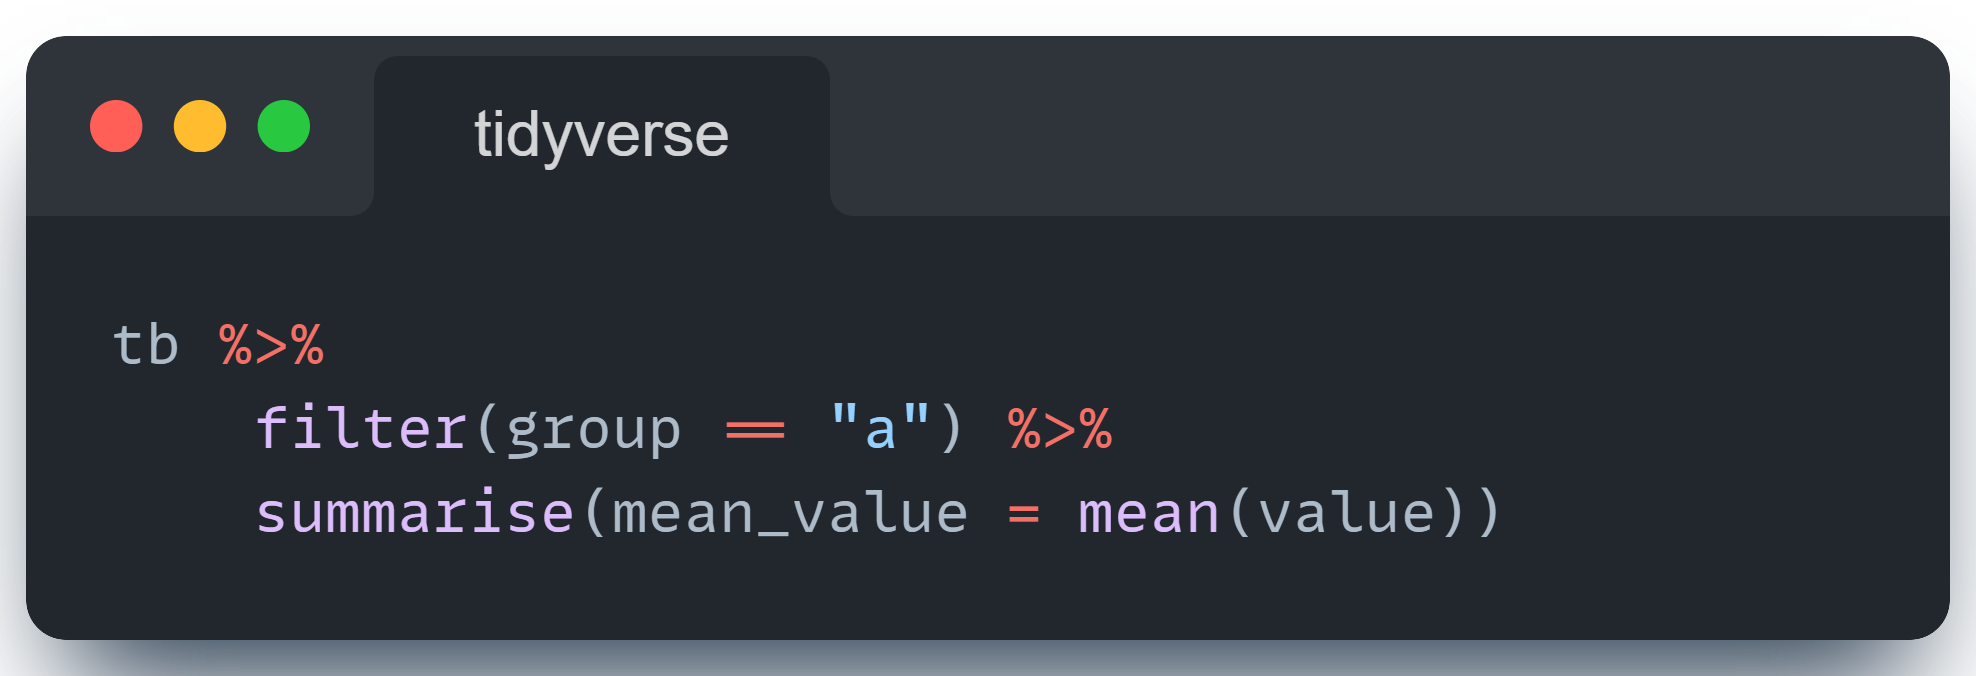 tidyverse
tb %>%
    filter(group == "a") %>%
    summarise(mean_value = mean(value))